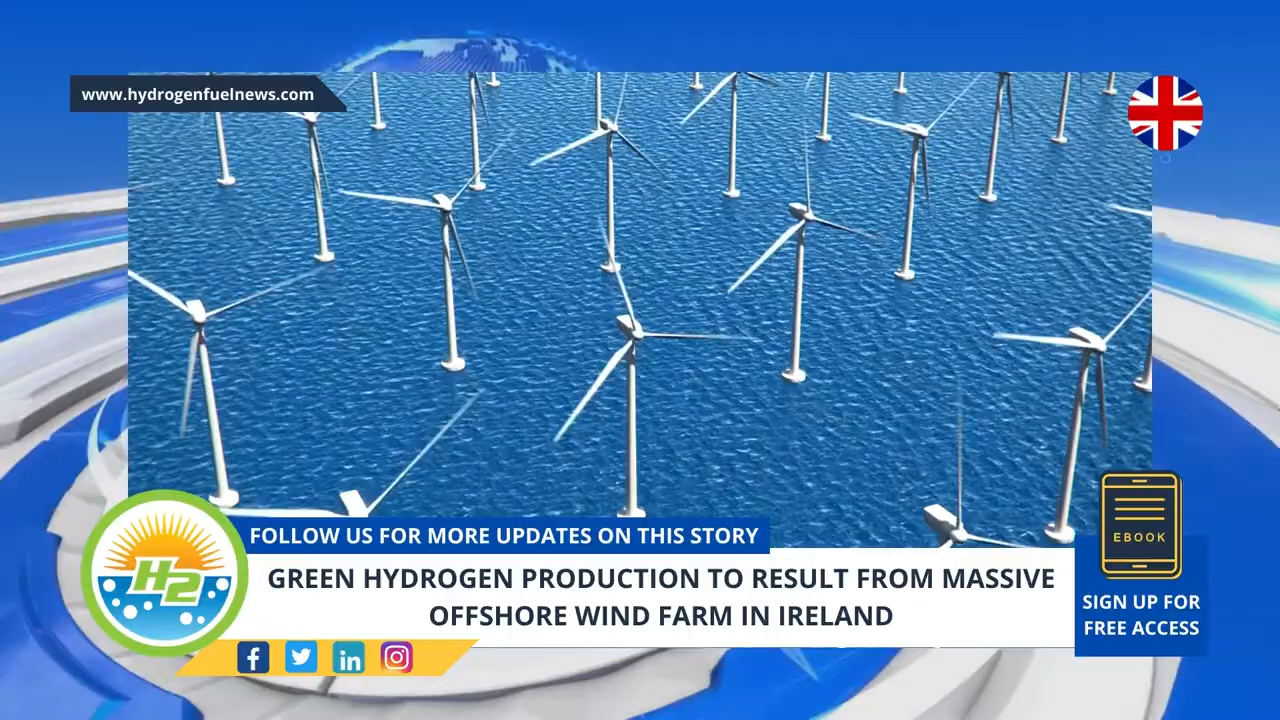 www.hydrogenfuelnews.com
FOLLOW US FOR MORE UPDATES ON THIS STORY
GREEN HYDROGEN PRODUCTION TO RESULT FROM MASSIVE
OFFSHORE WIND FARM IN IRELAND
H2
EBOOK
SIGN UP FOR
FREE ACCESS
in